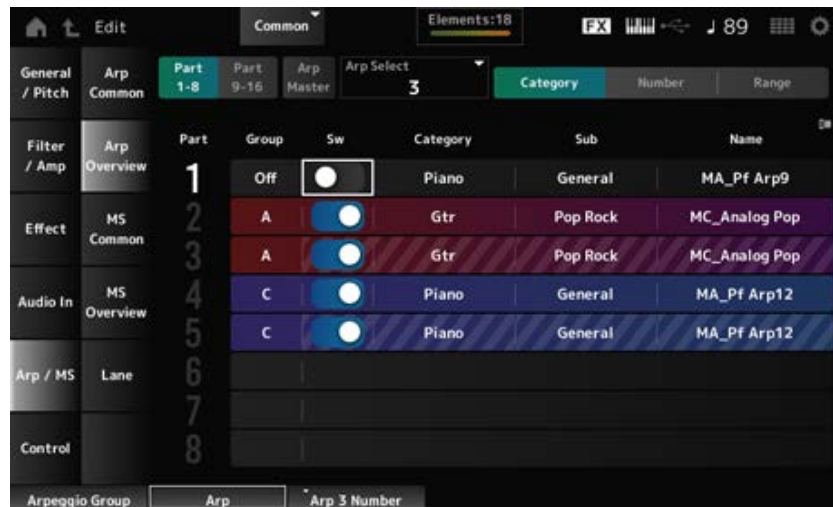 Edit Common Elements:18 FX ♩ 89
General / Pitch
Arp Common
Part 1-8
Part 9-16
Arp Master
Arp Select 3
Category Number Range
Filter / Amp
Arp Overview
Part Group Sw Category Sub Name
1 Off Piano General MA_Pf Arp9
2 A Gtr Pop Rock MC_Analog Pop
Effect
MS Common
3 A Gtr Pop Rock MC_Analog Pop
Audio In
MS Overview
4 C Piano General MA_Pf Arp12
5 C Piano General MA_Pf Arp12
Arp / MS
Lane
6
7
Control
8
Arpeggio Group Arp Arp 3 Number